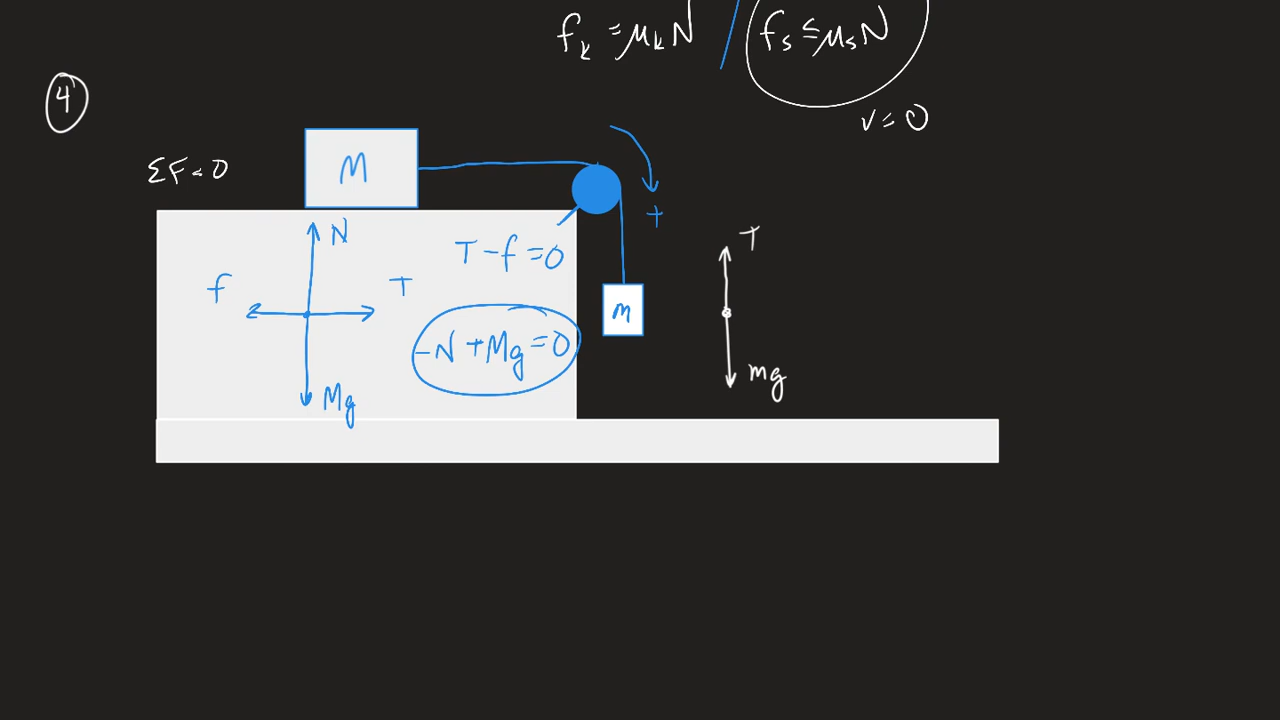 f_k = μ_k N / f_s ≤ μ_s N
v = 0
4
M
ΣF = 0
+
N
T - f = 0
T
f
T
m
-N + Mg = 0
mg
Mg